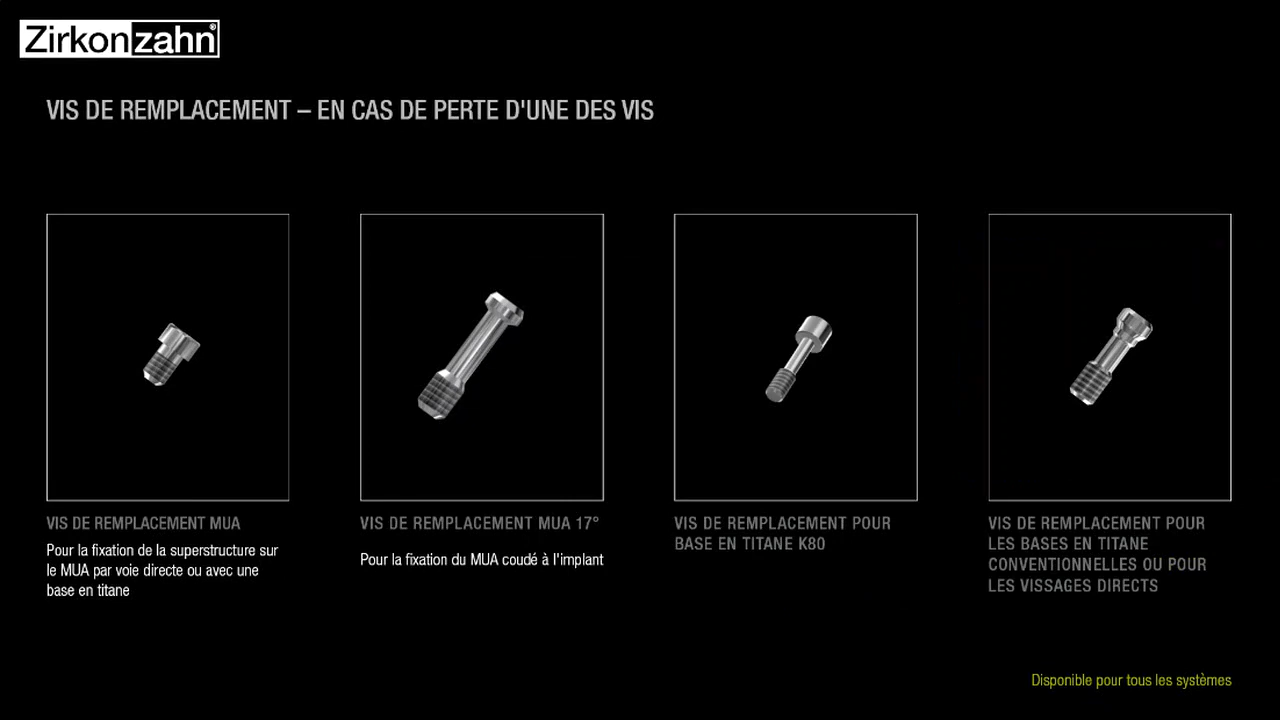 Zirkonzahn®
VIS DE REMPLACEMENT – EN CAS DE PERTE D'UNE DES VIS
VIS DE REMPLACEMENT MUA
Pour la fixation de la superstructure sur
le MUA par voie directe ou avec une
base en titane
VIS DE REMPLACEMENT MUA 17°
Pour la fixation du MUA coudé à l'implant
VIS DE REMPLACEMENT POUR
BASE EN TITANE K80
VIS DE REMPLACEMENT POUR
LES BASES EN TITANE
CONVENTIONNELLES OU POUR
LES VISSAGES DIRECTS
Disponible pour tous les systèmes